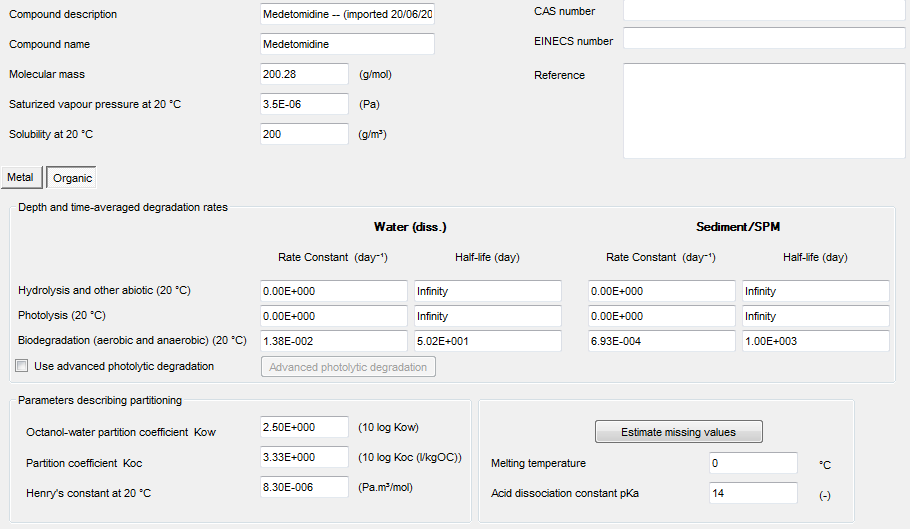 Compound description Medetomidine -- (imported 20/06/20 CAS number
Compound name Medetomidine EINECS number
Molecular mass 200.28 (g/mol) Reference
Saturized vapour pressure at 20 °C 3.5E-06 (Pa)
Solubility at 20 °C 200 (g/m³)
Metal Organic
Depth and time-averaged degradation rates
Water (diss.) Sediment/SPM
Rate Constant (day⁻¹) Half-life (day) Rate Constant (day⁻¹) Half-life (day)
Hydrolysis and other abiotic (20 °C) 0.00E+000 Infinity 0.00E+000 Infinity
Photolysis (20 °C) 0.00E+000 Infinity 0.00E+000 Infinity
Biodegradation (aerobic and anaerobic) (20 °C) 1.38E-002 5.02E+001 6.93E-004 1.00E+003
Use advanced photolytic degradation Advanced photolytic degradation
Parameters describing partitioning
Octanol-water partition coefficient Kow 2.50E+000 (10 log Kow) Estimate missing values
Partition coefficient Koc 3.33E+000 (10 log Koc (l/kgOC)) Melting temperature 0 °C
Henry's constant at 20 °C 8.30E-006 (Pa.m³/mol) Acid dissociation constant pKa 14 (-)